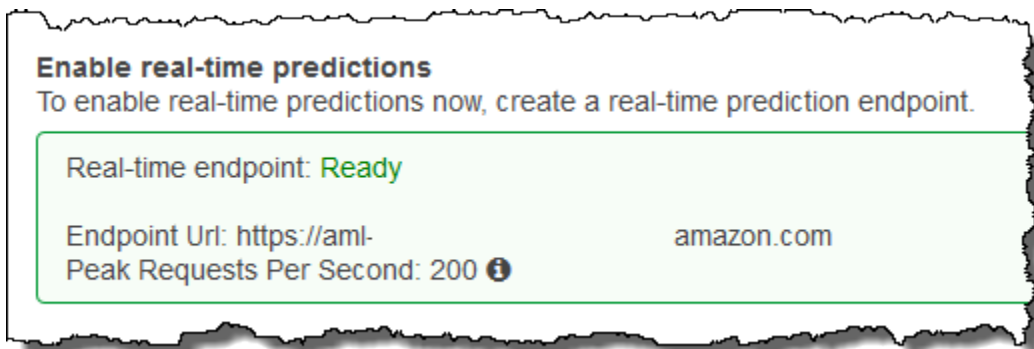 Enable real-time predictions
To enable real-time predictions now, create a real-time prediction endpoint.
Real-time endpoint: Ready
Endpoint Url: https://aml- amazon.com
Peak Requests Per Second: 200